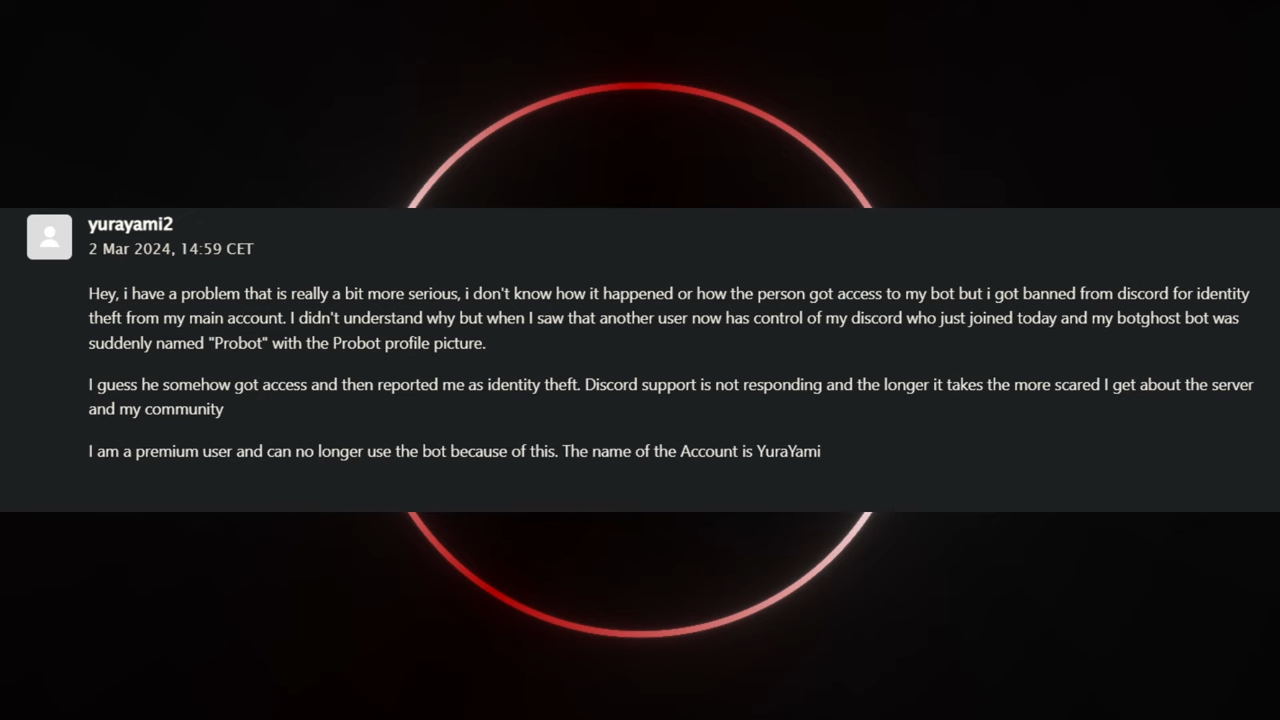 yurayami2
2 Mar 2024, 14:59 CET
Hey, i have a problem that is really a bit more serious, i don't know how it happened or how the person got access to my bot but i got banned from discord for identity
theft from my main account. I didn't understand why but when I saw that another user now has control of my discord who just joined today and my botghost bot was
suddenly named "Probot" with the Probot profile picture.
I guess he somehow got access and then reported me as identity theft. Discord support is not responding and the longer it takes the more scared I get about the server
and my community
I am a premium user and can no longer use the bot because of this. The name of the Account is YuraYami